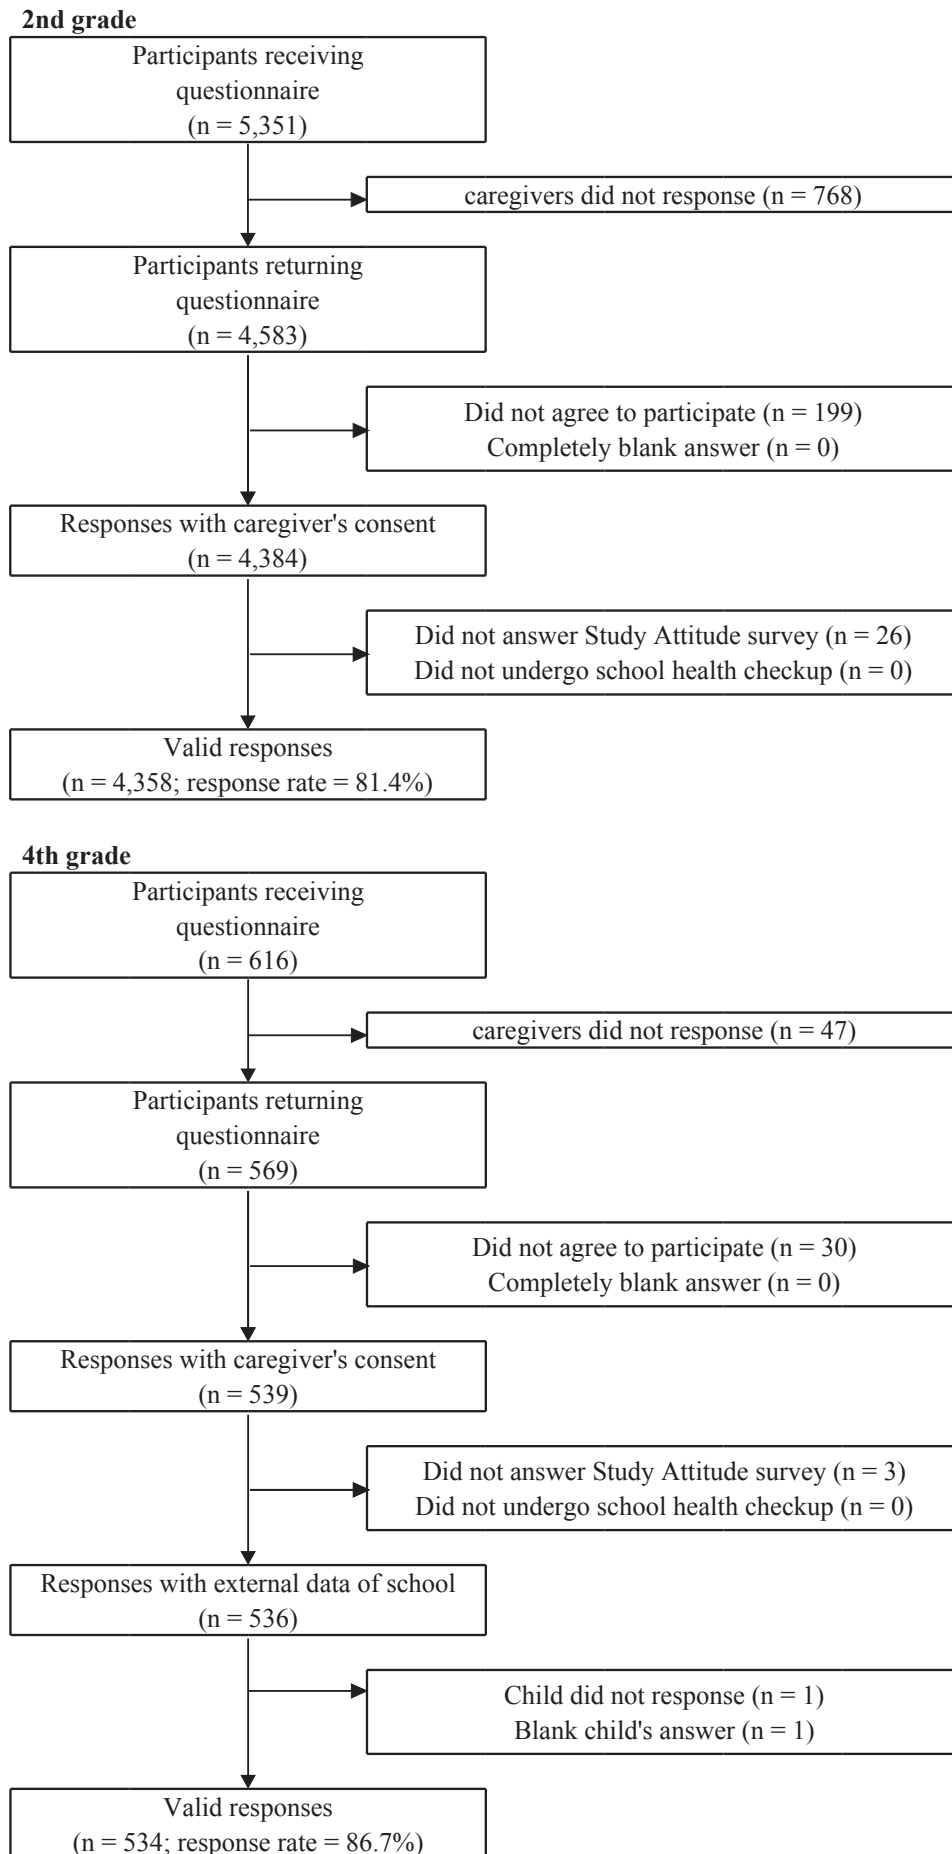 2nd grade
Participants receiving
questionnaire
(n = 5,351)
caregivers did not response (n = 768)
Participants returning
questionnaire
(n = 4,583)
Did not agree to participate (n = 199)
Completely blank answer (n = 0)
Responses with caregiver's consent
(n = 4,384)
Did not answer Study Attitude survey (n = 26)
Did not undergo school health checkup (n = 0)
Valid responses
(n = 4,358; response rate = 81.4%)
4th grade
Participants receiving
questionnaire
(n = 616)
caregivers did not response (n = 47)
Participants returning
questionnaire
(n = 569)
Did not agree to participate (n = 30)
Completely blank answer (n = 0)
Responses with caregiver's consent
(n = 539)
Did not answer Study Attitude survey (n = 3)
Did not undergo school health checkup (n = 0)
Responses with external data of school
(n = 536)
Child did not response (n = 1)
Blank child's answer (n = 1)
Valid responses
(n = 534; response rate = 86.7%)